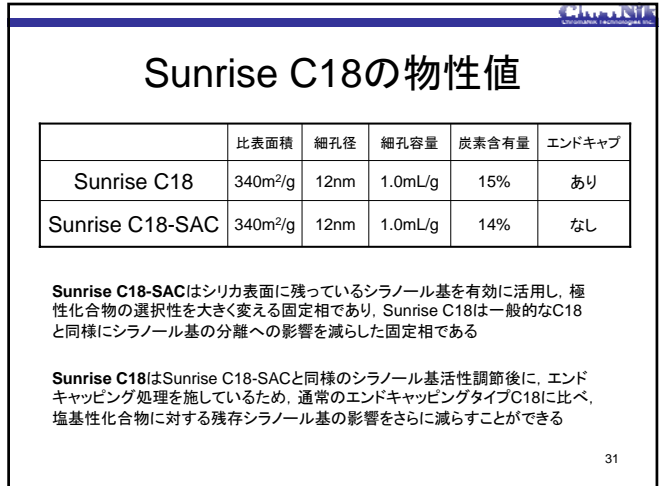 ChromaNik
ChromaNik Technologies Inc.
Sunrise C18の物性値
比表面積 細孔径 細孔容量 炭素含有量 エンドキャプ
Sunrise C18 340m²/g 12nm 1.0mL/g 15% あり
Sunrise C18-SAC 340m²/g 12nm 1.0mL/g 14% なし
Sunrise C18-SACはシリカ表面に残っているシラノール基を有効に活用し, 極
性化合物の選択性を大きく変える固定相であり, Sunrise C18は一般的なC18
と同様にシラノール基の分離への影響を減らした固定相である
Sunrise C18はSunrise C18-SACと同様のシラノール基活性調節後に, エンド
キャッピング処理を施しているため, 通常のエンドキャッピングタイプC18に比べ,
塩基性化合物に対する残存シラノール基の影響をさらに減らすことができる
31